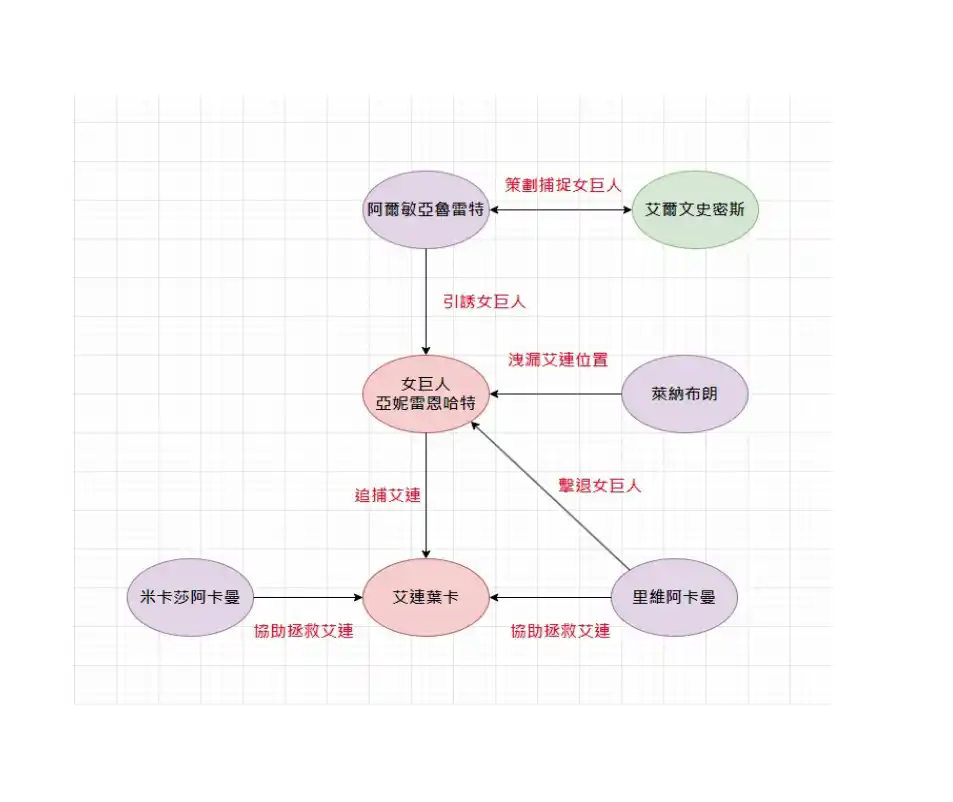 策劃捕捉女巨人
阿爾敏亞魯雷特
艾爾文史密斯
引誘女巨人
洩漏艾連位置
女巨人
亞妮雷恩哈特
萊納布朗
擊退女巨人
追捕艾連
米卡莎阿卡曼
艾連葉卡
里維阿卡曼
協助拯救艾連
協助拯救艾連